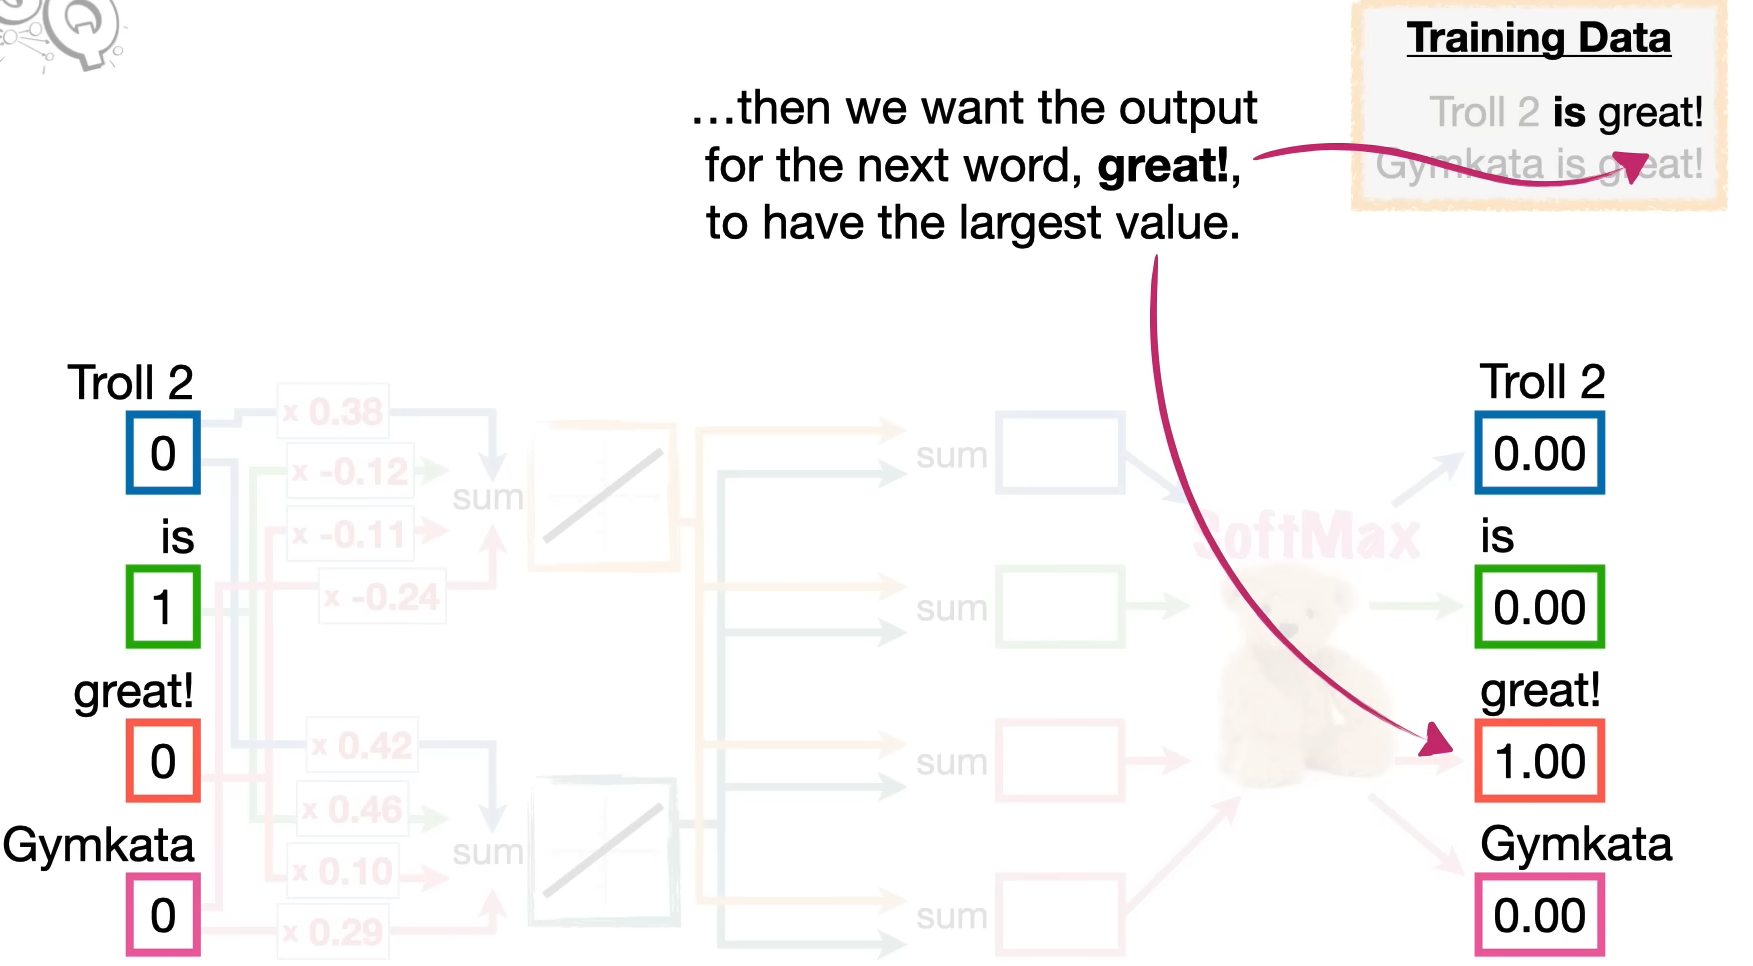 Training Data
Troll 2 is great!
Gymkata is great!
…then we want the output
for the next word, great!,
to have the largest value.
Troll 2
0
is
1
great!
0
Gymkata
0
x 0.38
x -0.12
x -0.11
x -0.24
sum
x 0.42
x 0.46
x 0.10
x 0.29
sum
sum
sum
sum
sum
SoftMax
Troll 2
0.00
is
0.00
great!
1.00
Gymkata
0.00